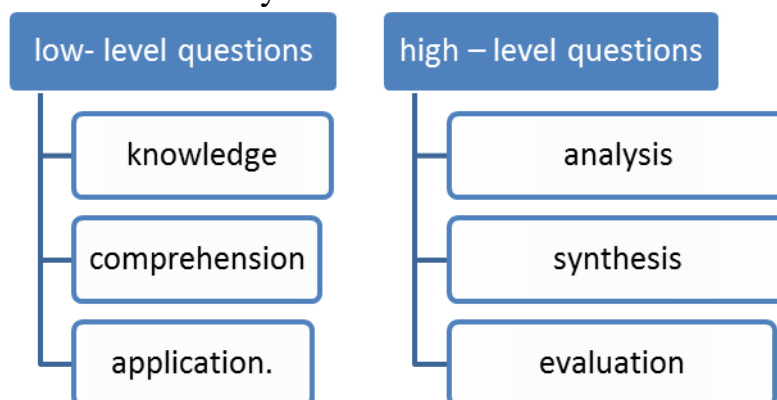 low- level questions
knowledge
comprehension
application.
high – level questions
analysis
synthesis
evaluation